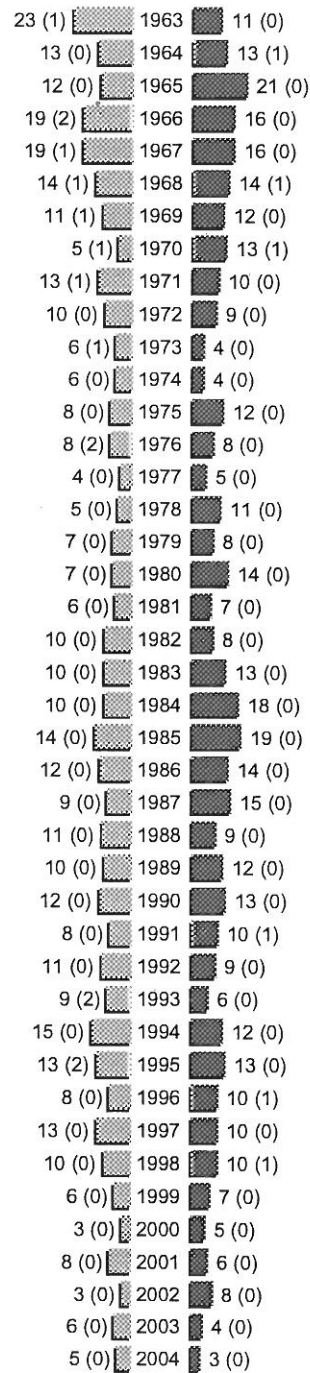 23 (1) 1963 11 (0)
13 (0) 1964 13 (1)
12 (0) 1965 21 (0)
19 (2) 1966 16 (0)
19 (1) 1967 16 (0)
14 (1) 1968 14 (1)
11 (1) 1969 12 (0)
5 (1) 1970 13 (1)
13 (1) 1971 10 (0)
10 (0) 1972 9 (0)
6 (1) 1973 4 (0)
6 (0) 1974 4 (0)
8 (0) 1975 12 (0)
8 (2) 1976 8 (0)
4 (0) 1977 5 (0)
5 (0) 1978 11 (0)
7 (0) 1979 8 (0)
7 (0) 1980 14 (0)
6 (0) 1981 7 (0)
10 (0) 1982 8 (0)
10 (0) 1983 13 (0)
10 (0) 1984 18 (0)
14 (0) 1985 19 (0)
12 (0) 1986 14 (0)
9 (0) 1987 15 (0)
11 (0) 1988 9 (0)
10 (0) 1989 12 (0)
12 (0) 1990 13 (0)
8 (0) 1991 10 (1)
11 (0) 1992 9 (0)
9 (2) 1993 6 (0)
15 (0) 1994 12 (0)
13 (2) 1995 13 (0)
8 (0) 1996 10 (1)
13 (0) 1997 10 (0)
10 (0) 1998 10 (1)
6 (0) 1999 7 (0)
3 (0) 2000 5 (0)
8 (0) 2001 6 (0)
3 (0) 2002 8 (0)
6 (0) 2003 4 (0)
5 (0) 2004 3 (0)